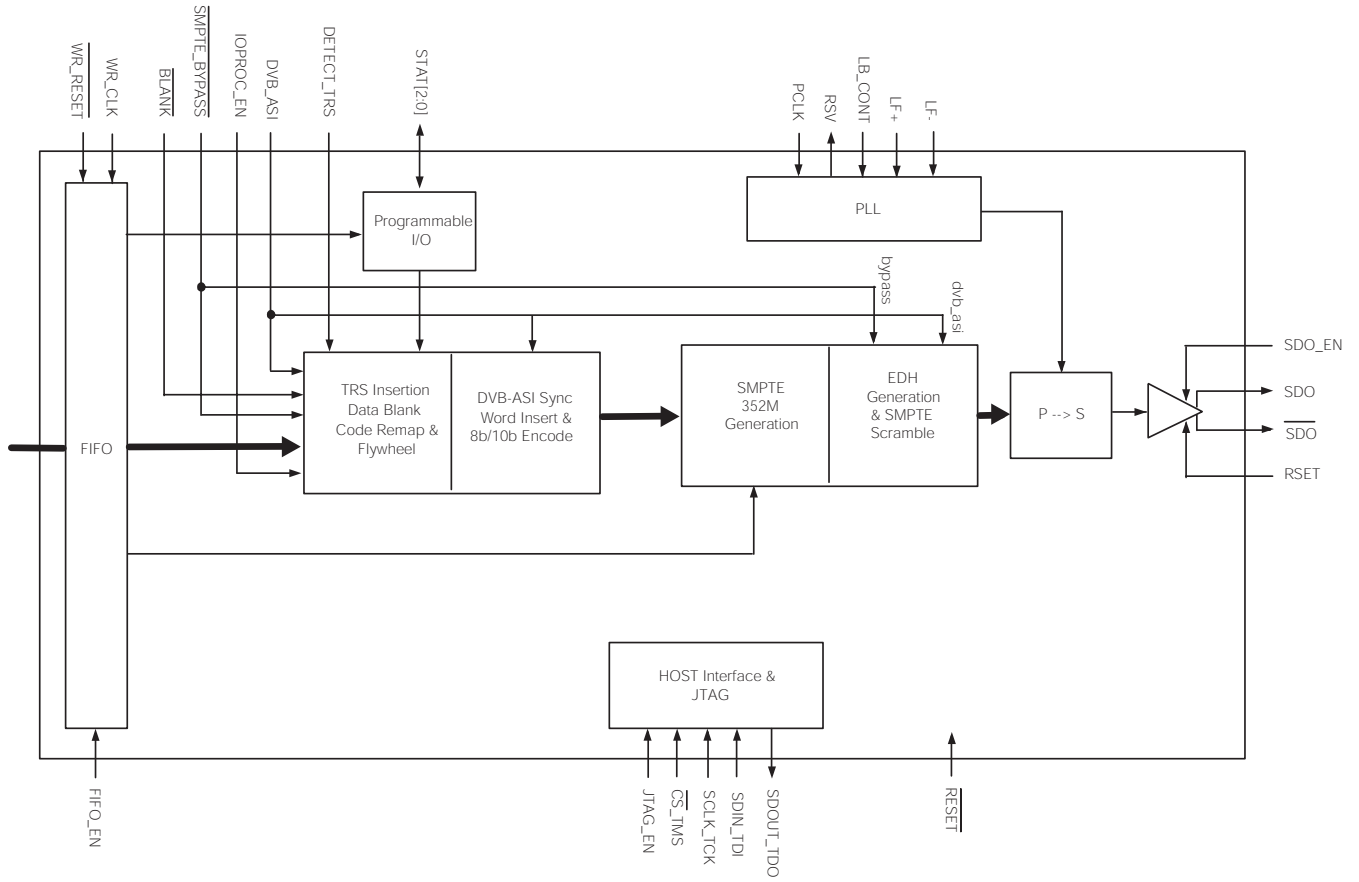 WR_RESET
WR_CLK
BLANK
SMPTE_BYPASS
IOPROC_EN
DVB_ASI
DETECT_TRS
STAT[2:0]
PCLK
RSV
LB_CONT
LF+
LF-
Programmable
I/O
PLL
bypass
dvb_asi
FIFO
TRS Insertion
Data Blank
Code Remap &
Flywheel
DVB-ASI Sync
Word Insert &
8b/10b Encode
SMPTE
352M
Generation
EDH
Generation
& SMPTE
Scramble
P --> S
SDO_EN
SDO
SDO
RSET
HOST Interface &
JTAG
FIFO_EN
JTAG_EN
CS_TMS
SCLK_TCK
SDIN_TDI
SDOUT_TDO
RESET